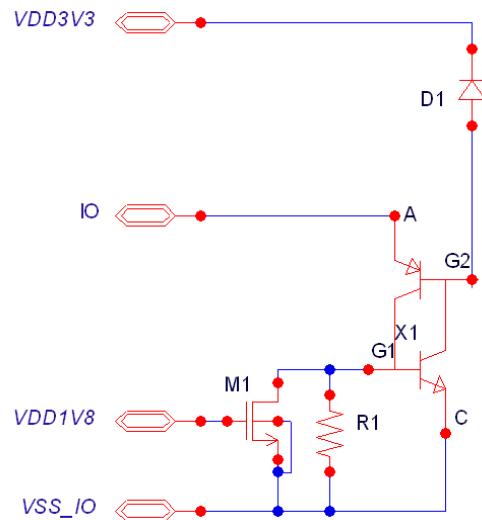 VDD3V3
D1
IO
A
G2
X1
G1
M1
VDD1V8
R1
C
VSS_IO